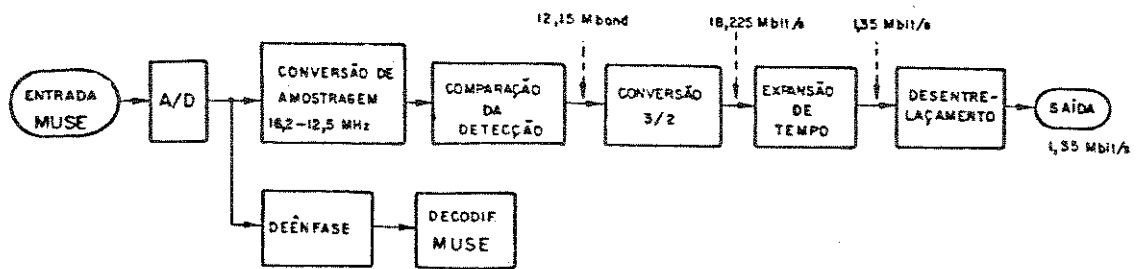 12,15 Mband
18,225 Mbit/s
1,35 Mbit/s
ENTRADA
MUSE
A/D
CONVERSÃO DE
AMOSTRAGEM
16,2-12,5 MHz
COMPARAÇÃO
DA
DETECÇÃO
CONVERSÃO
3/2
EXPANSÃO
DE
TEMPO
DESENTRE-
LAÇAMENTO
SAÍDA
1,35 Mbit/s
DEÊNFASE
DECODIF.
MUSE